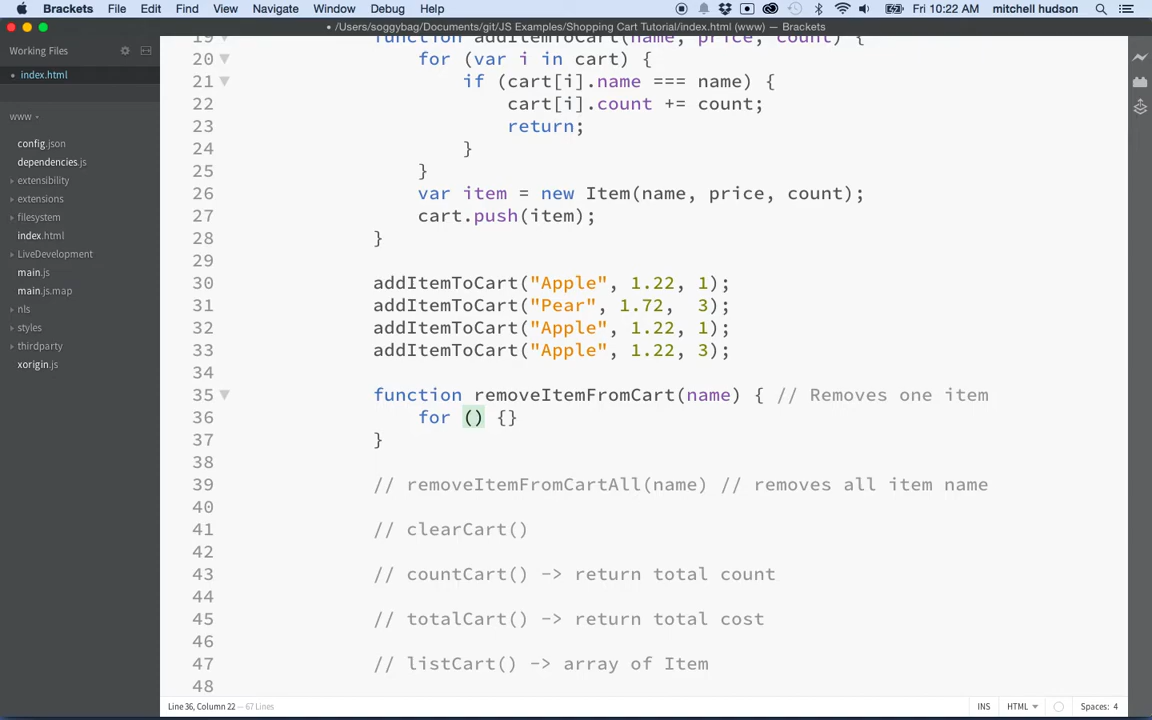 Brackets File Edit Find View Navigate Window Debug Help Fri 10:22 AM mitchell hudson
/Users/soggybag/Documents/git/JS Examples/Shopping Cart Tutorial/index.html (www) — Brackets
Working Files
index.html
www
config.json
dependencies.js
extensibility
extensions
filesystem
index.html
LiveDevelopment
main.js
main.js.map
nls
styles
thirdparty
xorigin.js
19 function addItemToCart(name, price, count) {
20 for (var i in cart) {
21 if (cart[i].name === name) {
22 cart[i].count += count;
23 return;
24 }
25 }
26 var item = new Item(name, price, count);
27 cart.push(item);
28 }
29
30 addItemToCart("Apple", 1.22, 1);
31 addItemToCart("Pear", 1.72, 3);
32 addItemToCart("Apple", 1.22, 1);
33 addItemToCart("Apple", 1.22, 3);
34
35 function removeItemFromCart(name) { // Removes one item
36 for () {}
37 }
38
39 // removeItemFromCartAll(name) // removes all item name
40
41 // clearCart()
42
43 // countCart() -> return total count
44
45 // totalCart() -> return total cost
46
47 // listCart() -> array of Item
48
Line 36, Column 22 — 67 Lines INS HTML Spaces: 4